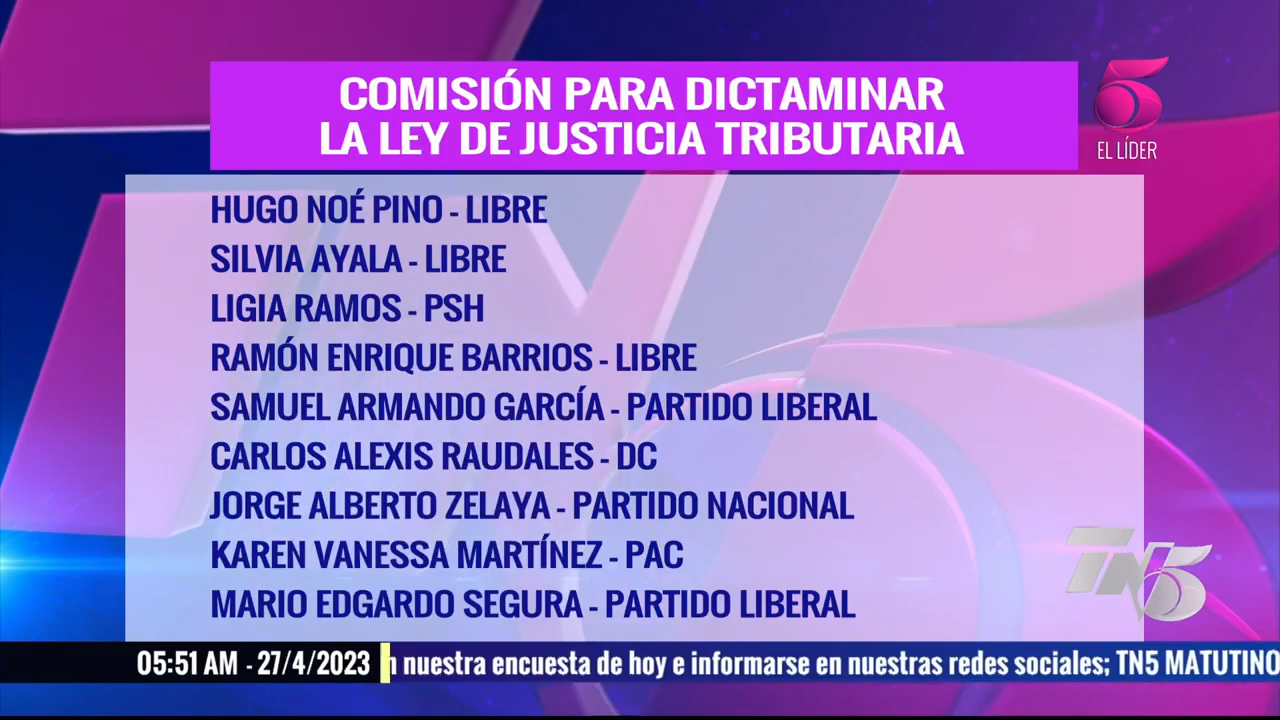 COMISIÓN PARA DICTAMINAR
LA LEY DE JUSTICIA TRIBUTARIA
5
EL LÍDER
HUGO NOÉ PINO - LIBRE
SILVIA AYALA - LIBRE
LIGIA RAMOS - PSH
RAMÓN ENRIQUE BARRIOS - LIBRE
SAMUEL ARMANDO GARCÍA - PARTIDO LIBERAL
CARLOS ALEXIS RAUDALES - DC
JORGE ALBERTO ZELAYA - PARTIDO NACIONAL
KAREN VANESSA MARTÍNEZ - PAC
MARIO EDGARDO SEGURA - PARTIDO LIBERAL
TN5
05:51 AM - 27/4/2023 nuestra encuesta de hoy e informarse en nuestras redes sociales; TN5 MATUTINO